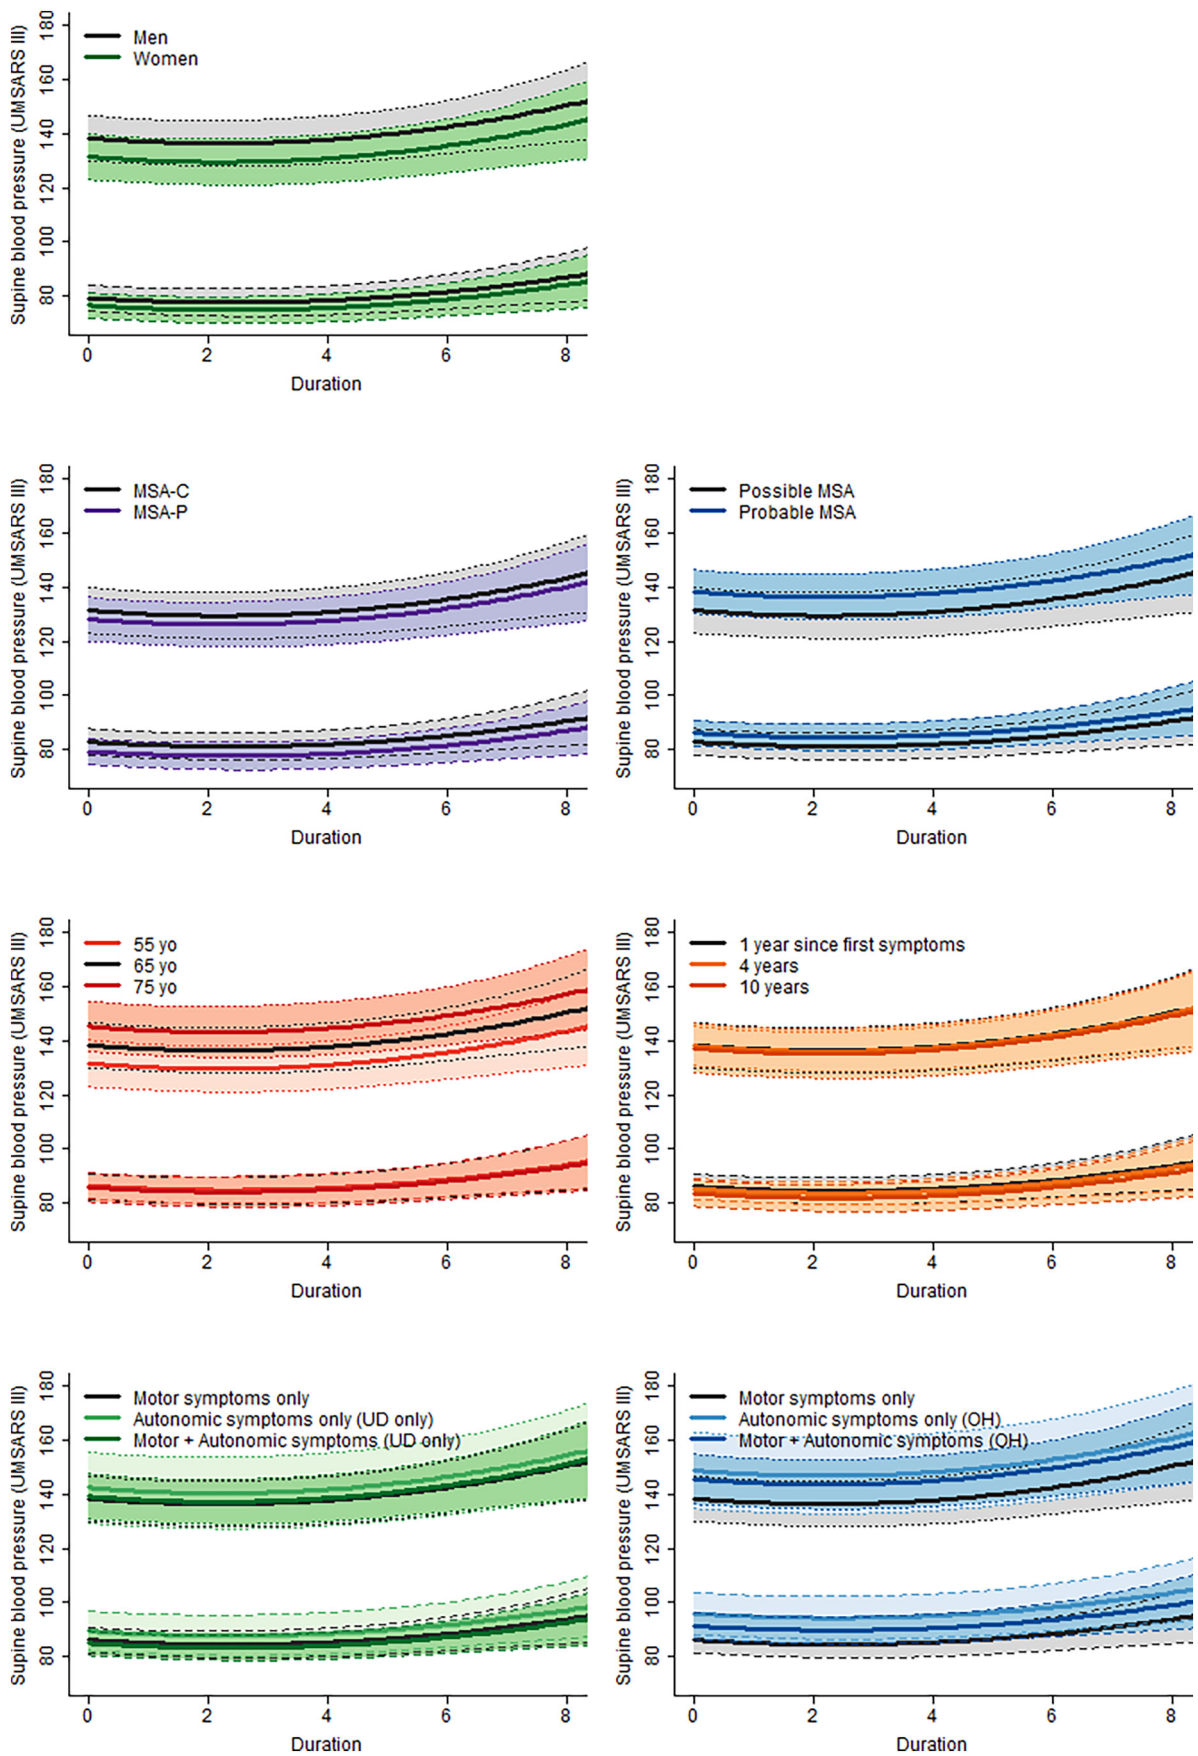 Supine blood pressure (UMSARS III)
180
160
140
120
100
80
Men
Women
0 2 4 6 8
Duration
Supine blood pressure (UMSARS III)
180
160
140
120
100
80
MSA-C
MSA-P
0 2 4 6 8
Duration
Supine blood pressure (UMSARS III)
180
160
140
120
100
80
Possible MSA
Probable MSA
0 2 4 6 8
Duration
Supine blood pressure (UMSARS III)
180
160
140
120
100
80
55 yo
65 yo
75 yo
0 2 4 6 8
Duration
Supine blood pressure (UMSARS III)
180
160
140
120
100
80
1 year since first symptoms
4 years
10 years
0 2 4 6 8
Duration
Supine blood pressure (UMSARS III)
180
160
140
120
100
80
Motor symptoms only
Autonomic symptoms only (UD only)
Motor + Autonomic symptoms (UD only)
0 2 4 6 8
Duration
Supine blood pressure (UMSARS III)
180
160
140
120
100
80
Motor symptoms only
Autonomic symptoms only (OH)
Motor + Autonomic symptoms (OH)
0 2 4 6 8
Duration